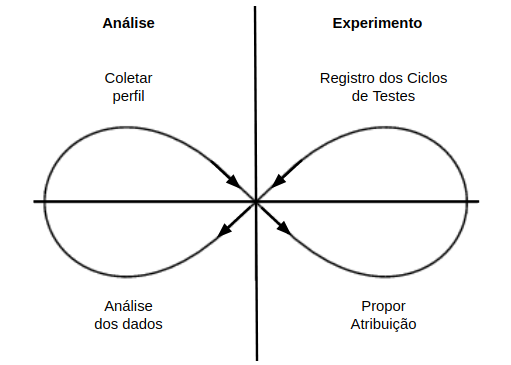 Análise
Experimento
Coletar
perfil
Registro dos Ciclos
de Testes
Análise
dos dados
Propor
Atribuição